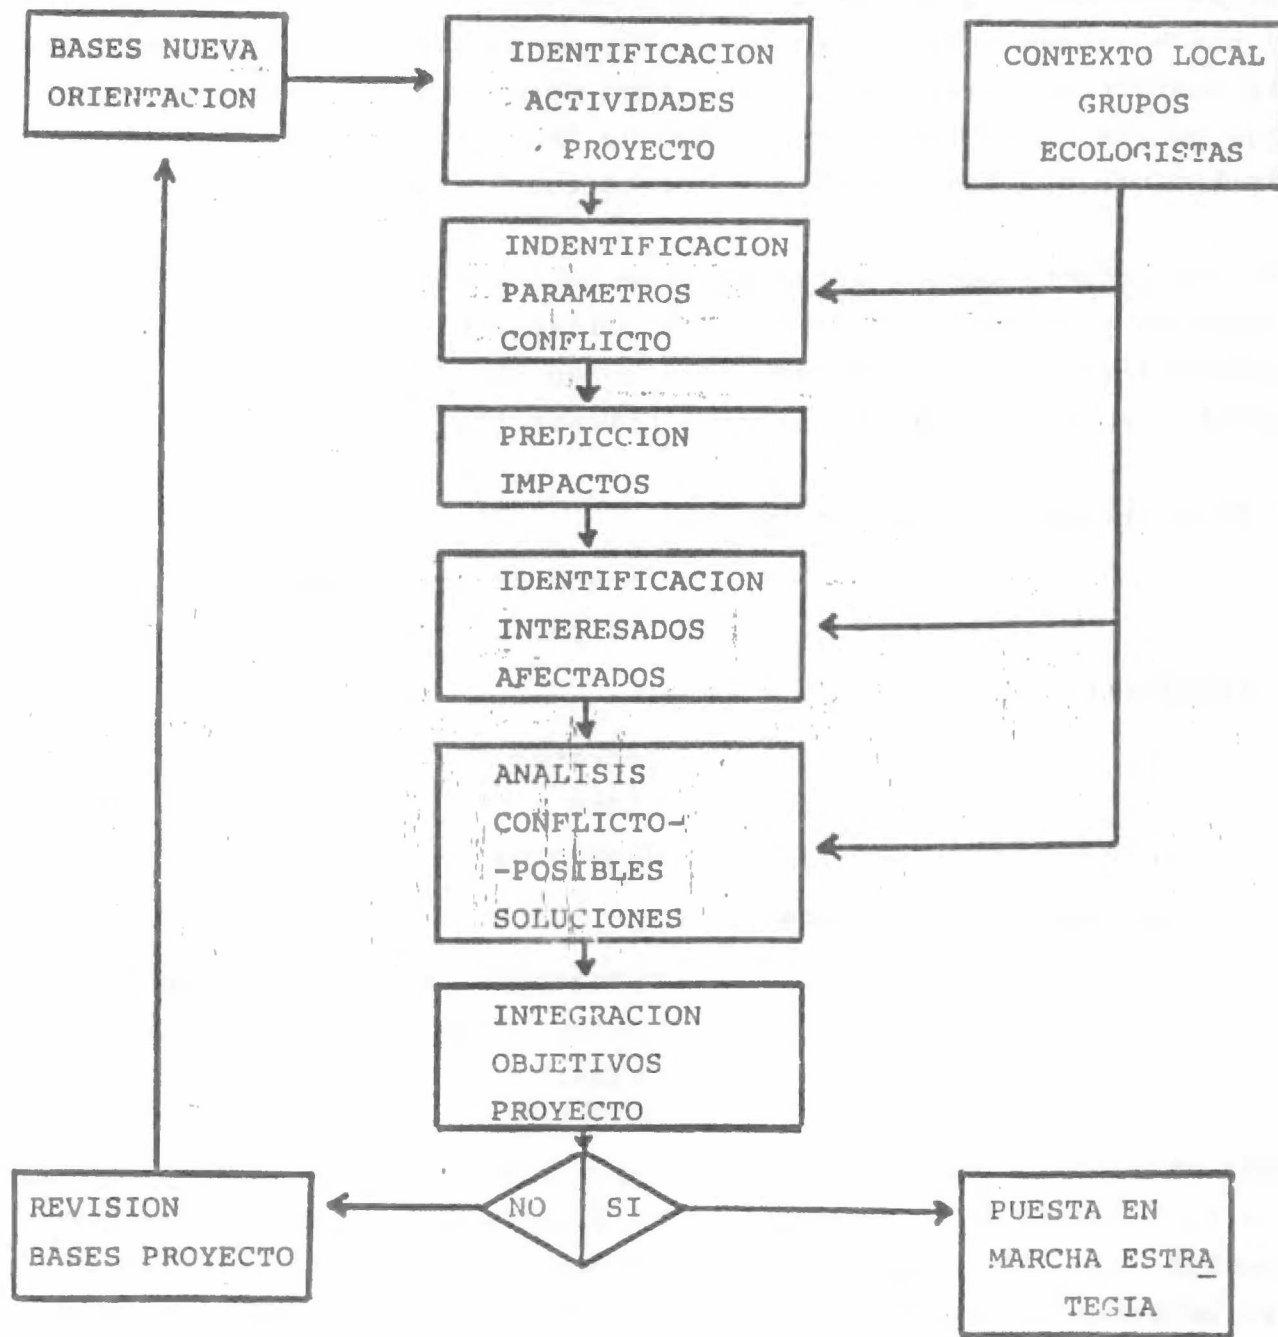 BASES NUEVA
ORIENTACION
IDENTIFICACION
ACTIVIDADES
PROYECTO
CONTEXTO LOCAL
GRUPOS
ECOLOGISTAS
INDENTIFICACION
PARAMETROS
CONFLICTO
PREDICCION
IMPACTOS
IDENTIFICACION
INTERESADOS
AFECTADOS
ANALISIS
CONFLICTO-
-POSIBLES
SOLUCIONES
INTEGRACION
OBJETIVOS
PROYECTO
NO SI
REVISION
BASES PROYECTO
PUESTA EN
MARCHA ESTRA
TEGIA